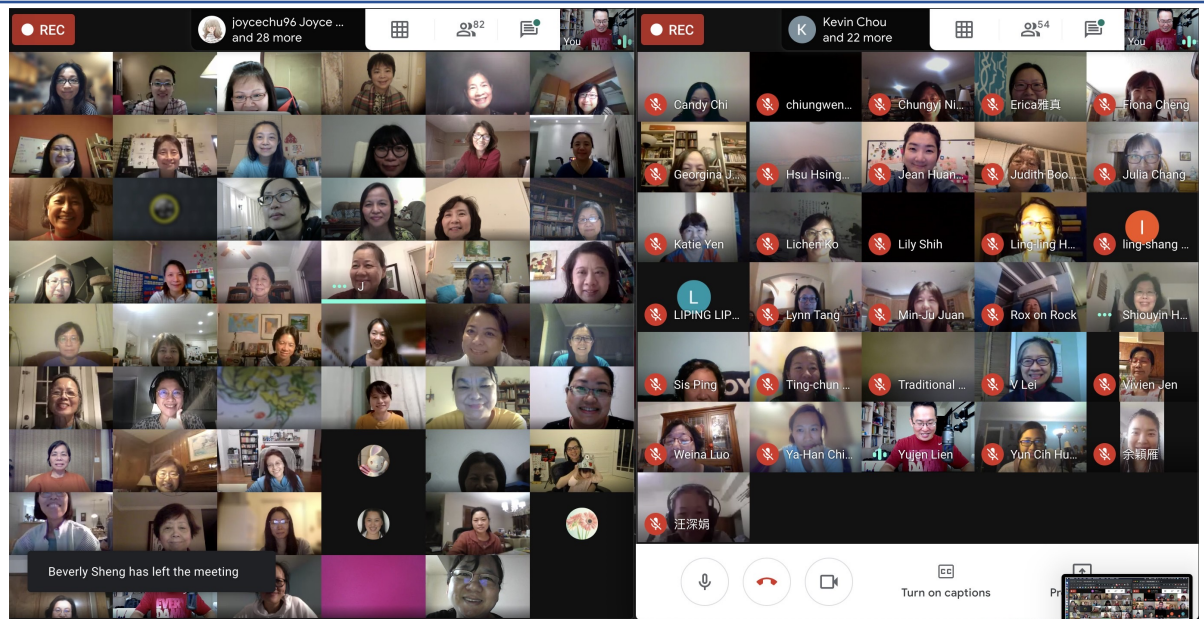 REC
joycechu96 Joyce ...
and 28 more
82
You
J
Beverly Sheng has left the meeting
REC
K
Kevin Chou
and 22 more
54
You
Candy Chi
chiungwen...
Chungyi Ni...
Erica雅真
Fiona Cheng
Georgina J...
Hsu Hsing...
Jean Huan...
Judith Boo...
Julia Chang
Katie Yen
Lichen Ko
Lily Shih
Ling-ling H...
I
ling-shang ...
L
LIPING LIP...
Lynn Tang
Min-Ju Juan
Rox on Rock
Shiouyin H...
Sis Ping
Ting-chun ...
Traditional ...
V Lei
Vivien Jen
Weina Luo
Ya-Han Chi...
Yujen Lien
Yun Cih Hu...
余穎雁
汪深娟
CC
Turn on captions